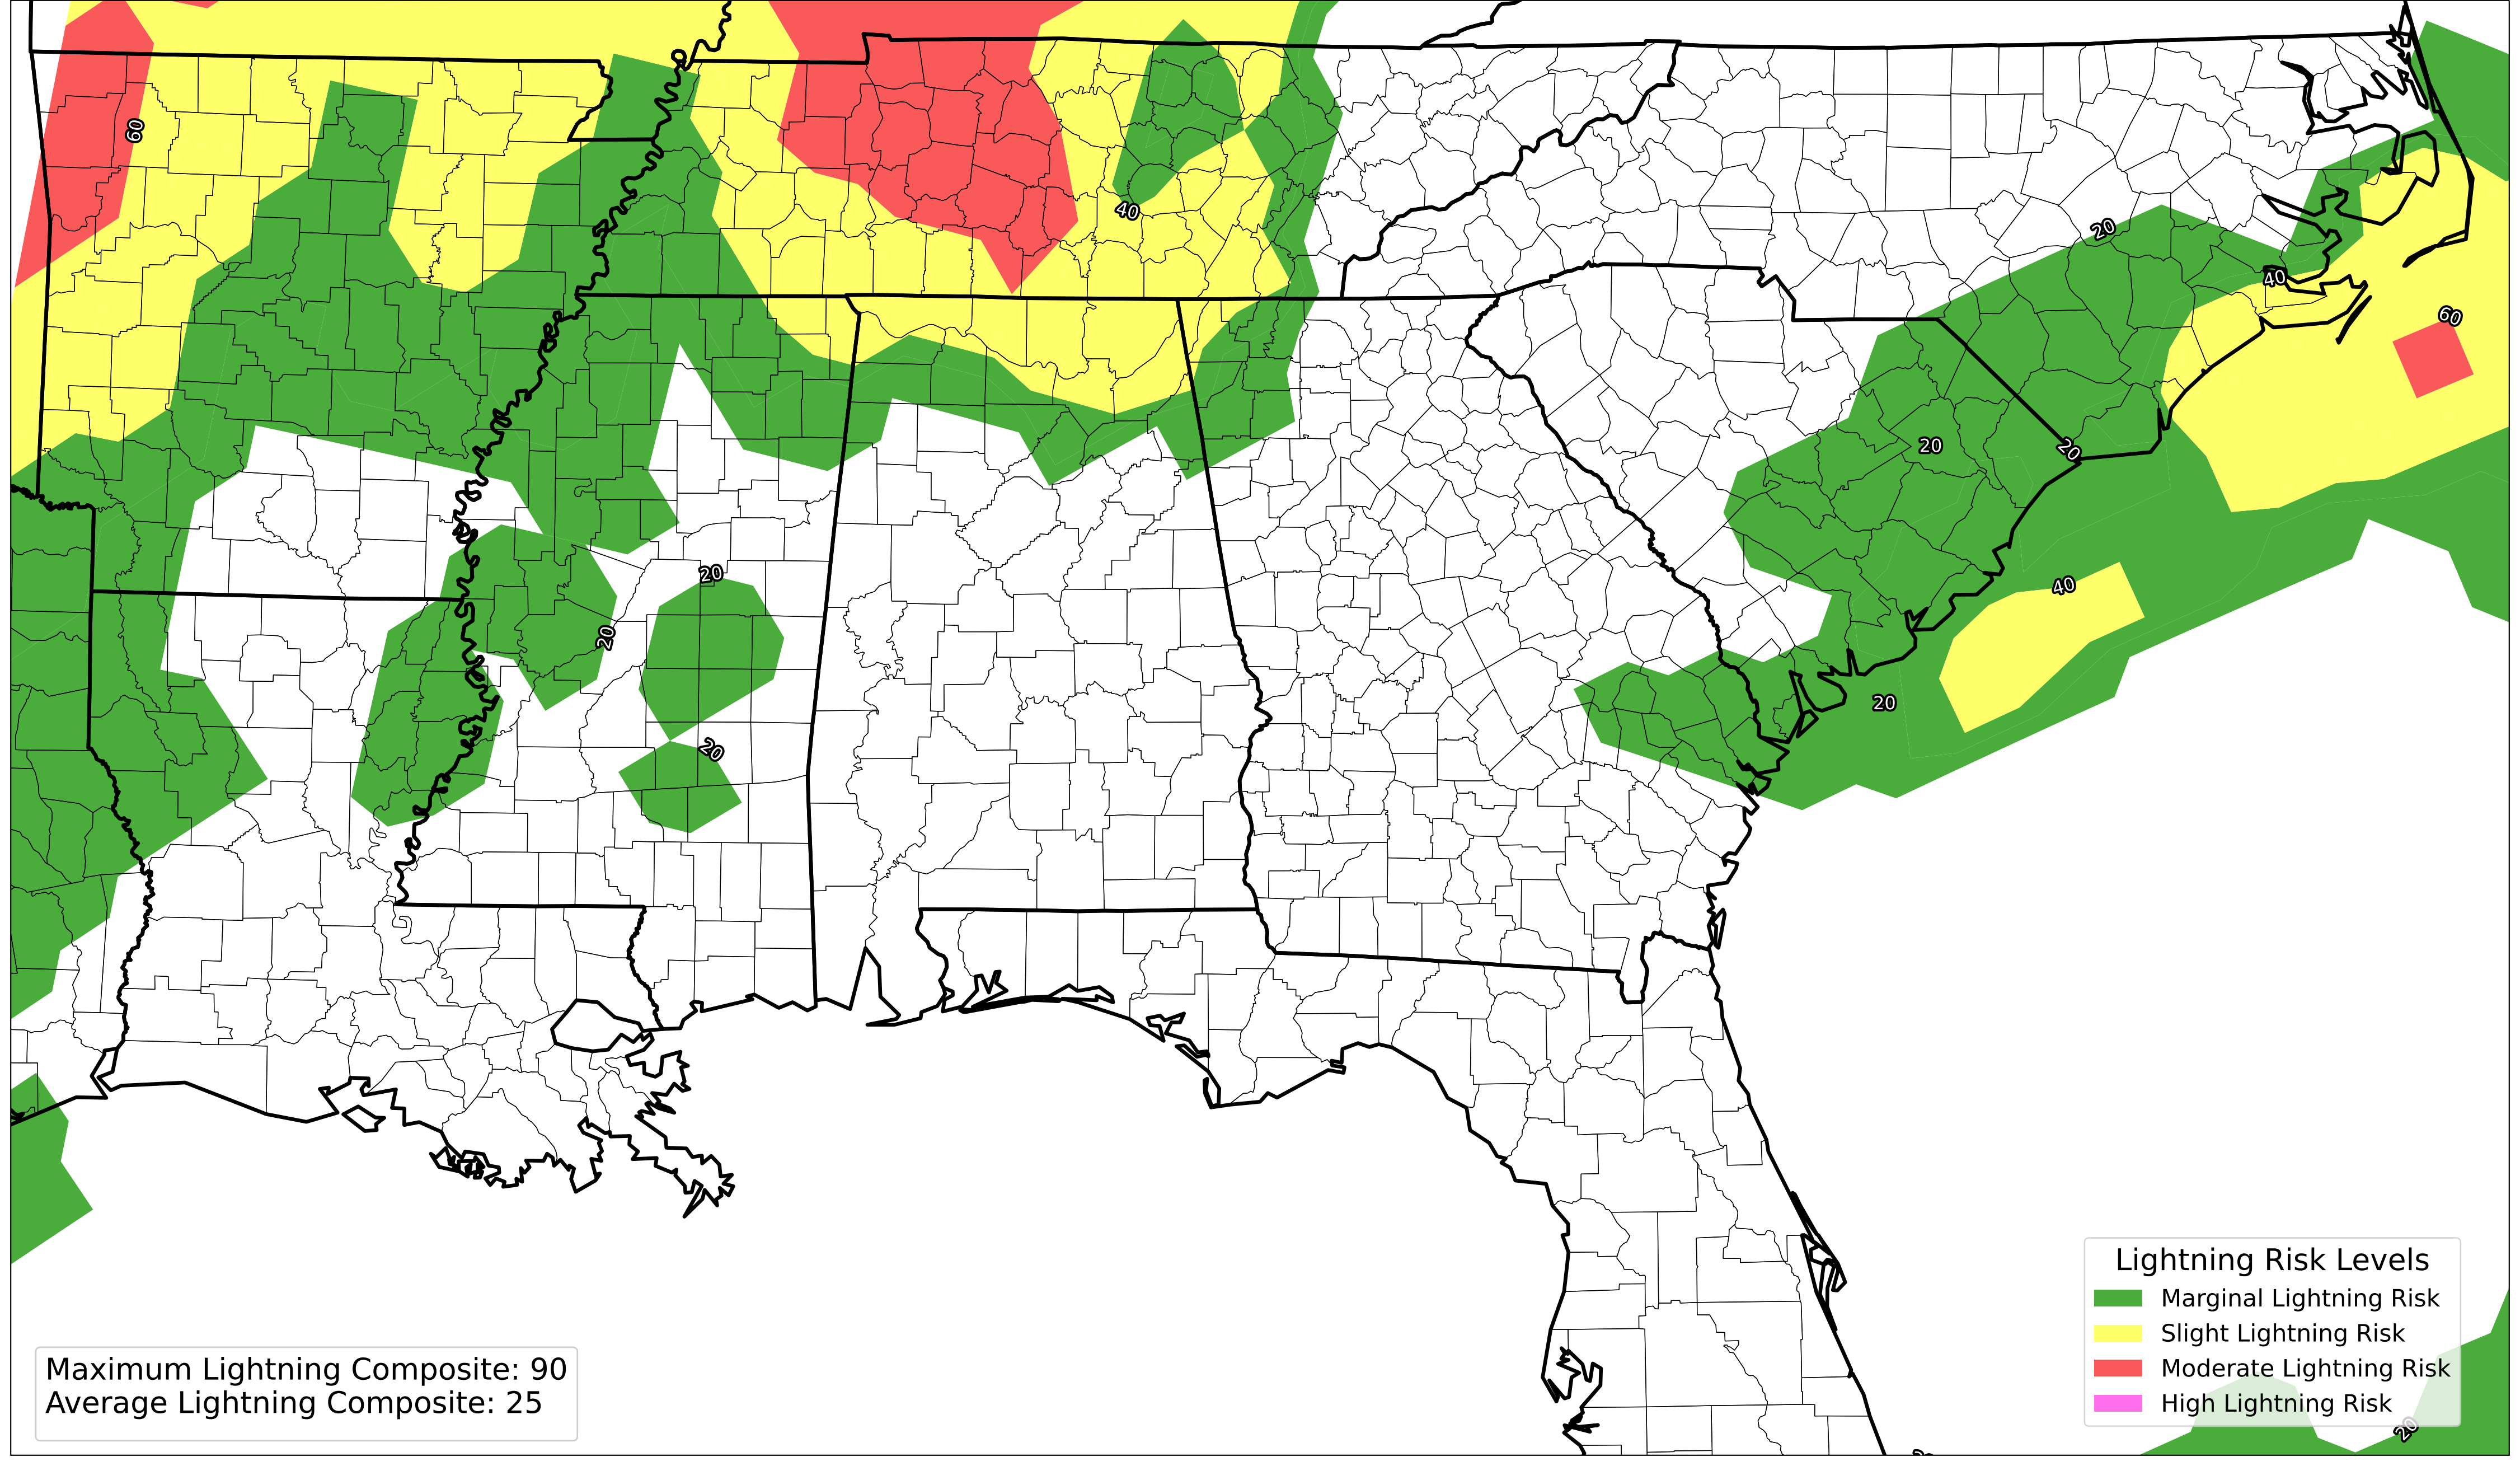 60
40
20
40
60
20
20
20
40
20
20
20
Lightning Risk Levels
Marginal Lightning Risk
Slight Lightning Risk
Moderate Lightning Risk
High Lightning Risk
Maximum Lightning Composite: 90
Average Lightning Composite: 25
20